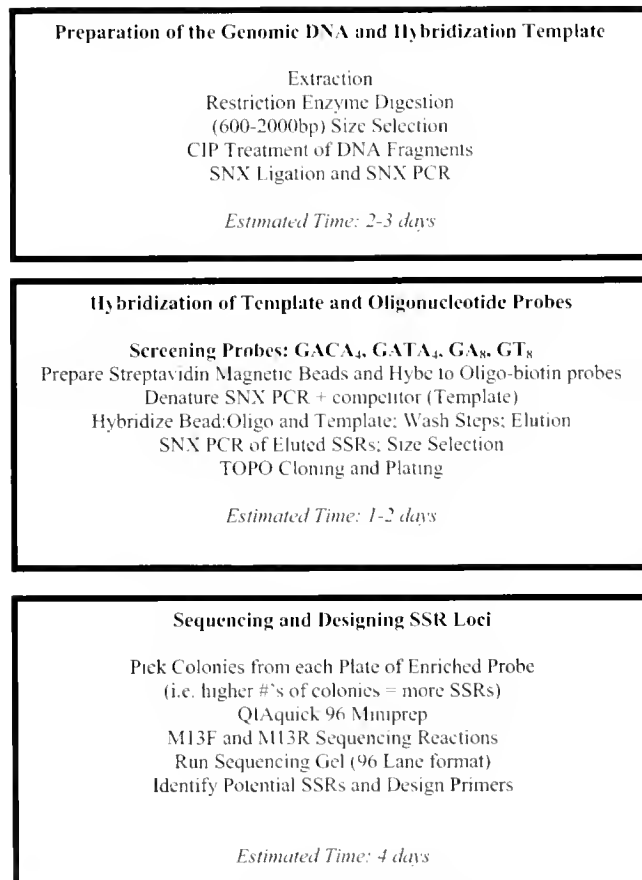 Preparation of the Genomic DNA and Hybridization Template
Extraction
Restriction Enzyme Digestion
(600-2000bp) Size Selection
CIP Treatment of DNA Fragments
SNX Ligation and SNX PCR
Estimated Time: 2-3 days
Hybridization of Template and Oligonucleotide Probes
Screening Probes: GACA₄, GATA₄, GA₈, GT₈
Prepare Streptavidin Magnetic Beads and Hybe to Oligo-biotin probes
Denature SNX PCR + competitor (Template)
Hybridize Bead:Oligo and Template; Wash Steps; Elution
SNX PCR of Eluted SSRs; Size Selection
TOPO Cloning and Plating
Estimated Time: 1-2 days
Sequencing and Designing SSR Loci
Pick Colonies from each Plate of Enriched Probe
(i.e. higher #'s of colonies = more SSRs)
QIAquick 96 Miniprep
M13F and M13R Sequencing Reactions
Run Sequencing Gel (96 Lane format)
Identify Potential SSRs and Design Primers
Estimated Time: 4 days